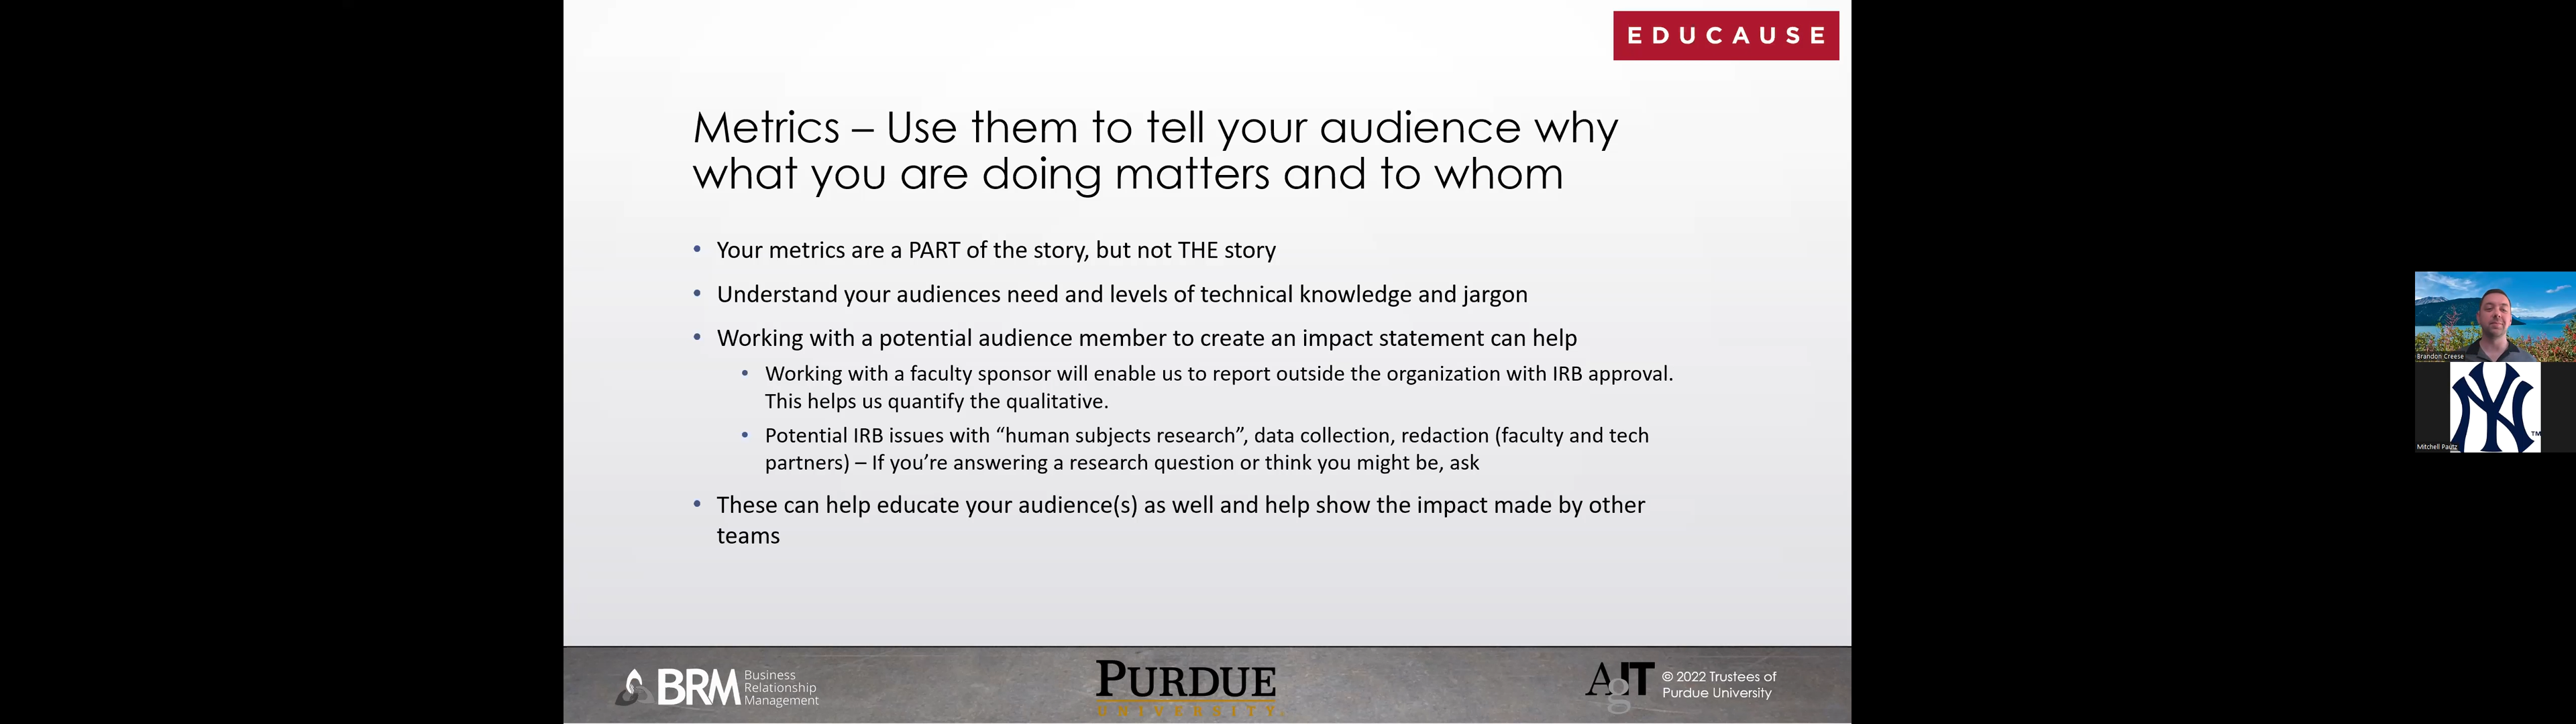 EDUCAUSE
Metrics – Use them to tell your audience why
what you are doing matters and to whom
• Your metrics are a PART of the story, but not THE story
• Understand your audiences need and levels of technical knowledge and jargon
• Working with a potential audience member to create an impact statement can help
• Working with a faculty sponsor will enable us to report outside the organization with IRB approval.
This helps us quantify the qualitative.
• Potential IRB issues with “human subjects research”, data collection, redaction (faculty and tech
partners) – If you’re answering a research question or think you might be, ask
• These can help educate your audience(s) as well and help show the impact made by other
teams
BRM Business
Relationship
Management
PURDUE
UNIVERSITY.
AgIT © 2022 Trustees of
Purdue University
Brandon Creese
NY
TM
Mitchell Pautz